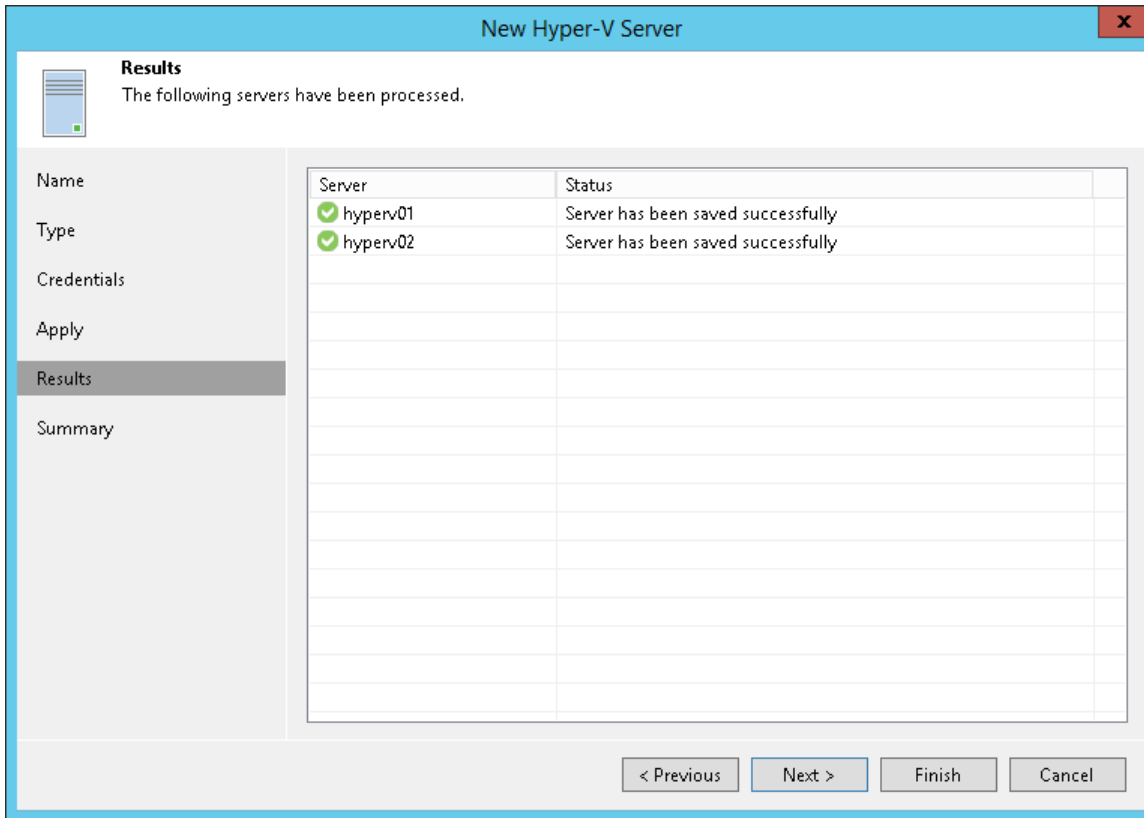 New Hyper-V Server
x
Results
The following servers have been processed.
Name
Type
Credentials
Apply
Results
Summary
Server Status
hyperv01 Server has been saved successfully
hyperv02 Server has been saved successfully
< Previous Next > Finish Cancel